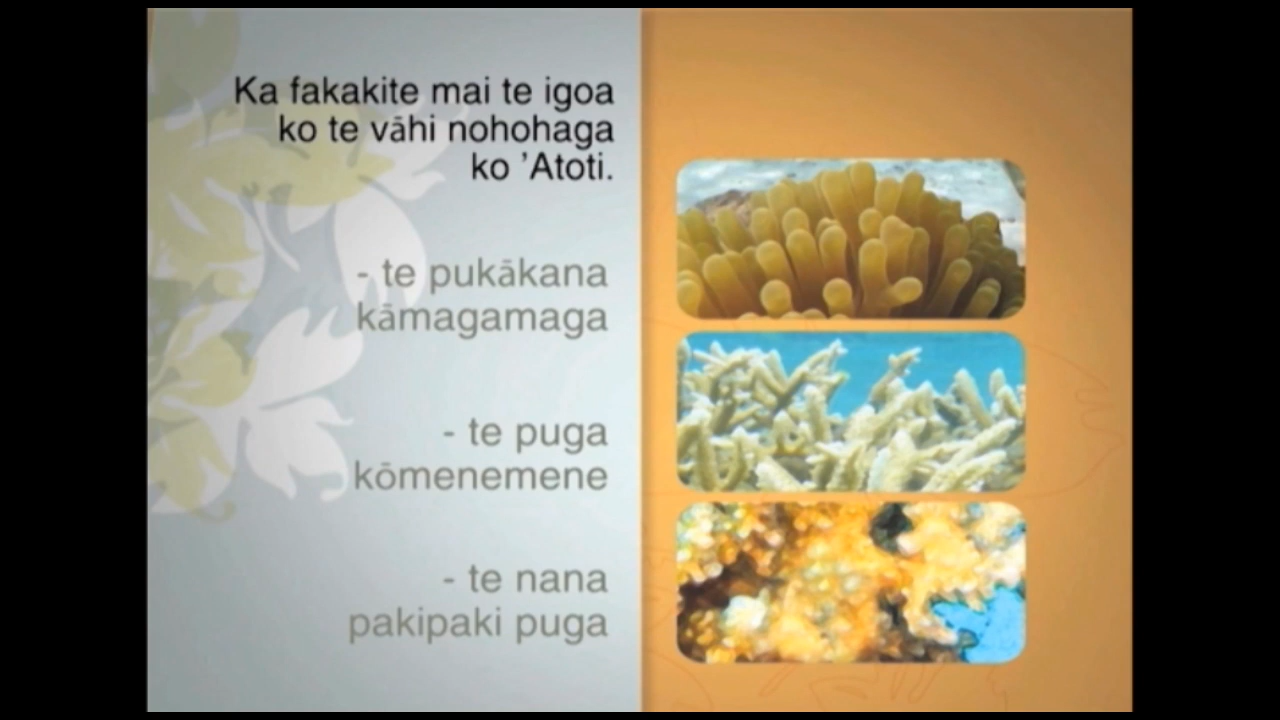 Ka fakakite mai te igoa
ko te vāhi nohohaga
ko ’Atoti.
- te pukākana
kāmagamaga
- te puga
kōmenemene
- te nana
pakipaki puga